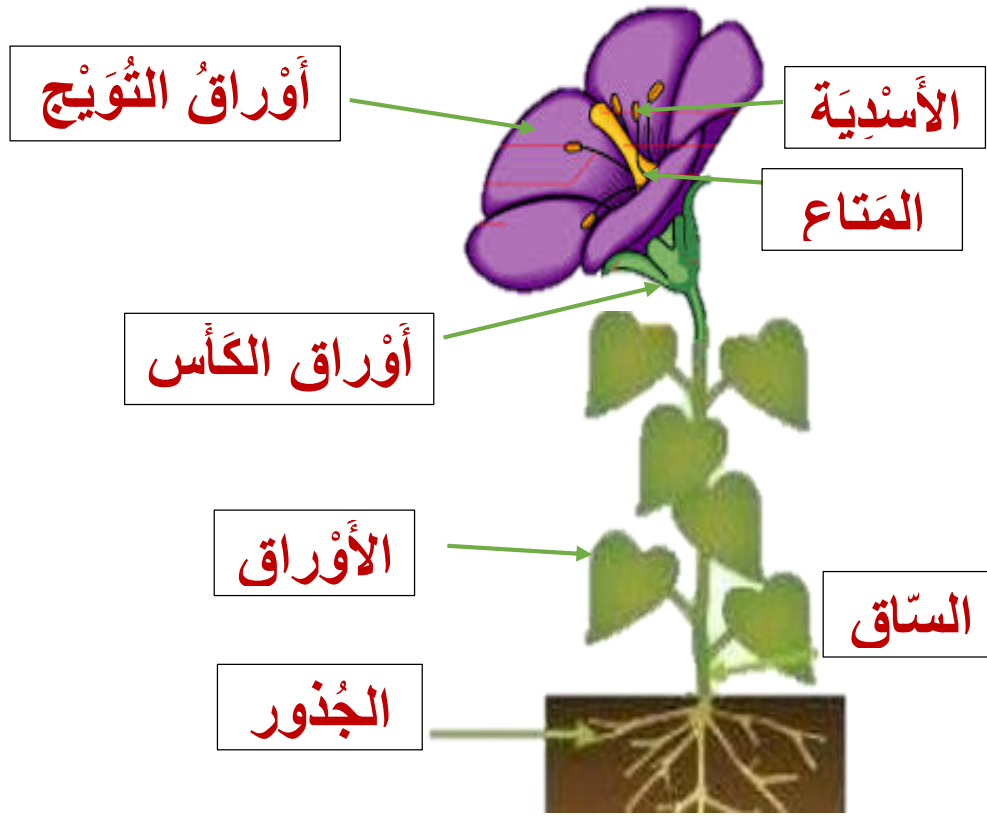 أَوْراقُ التُوَيْج
الأَسْدِيَة
المَتاع
أَوْراق الكَأْس
الأَوْراق
السّاق
الجُذور